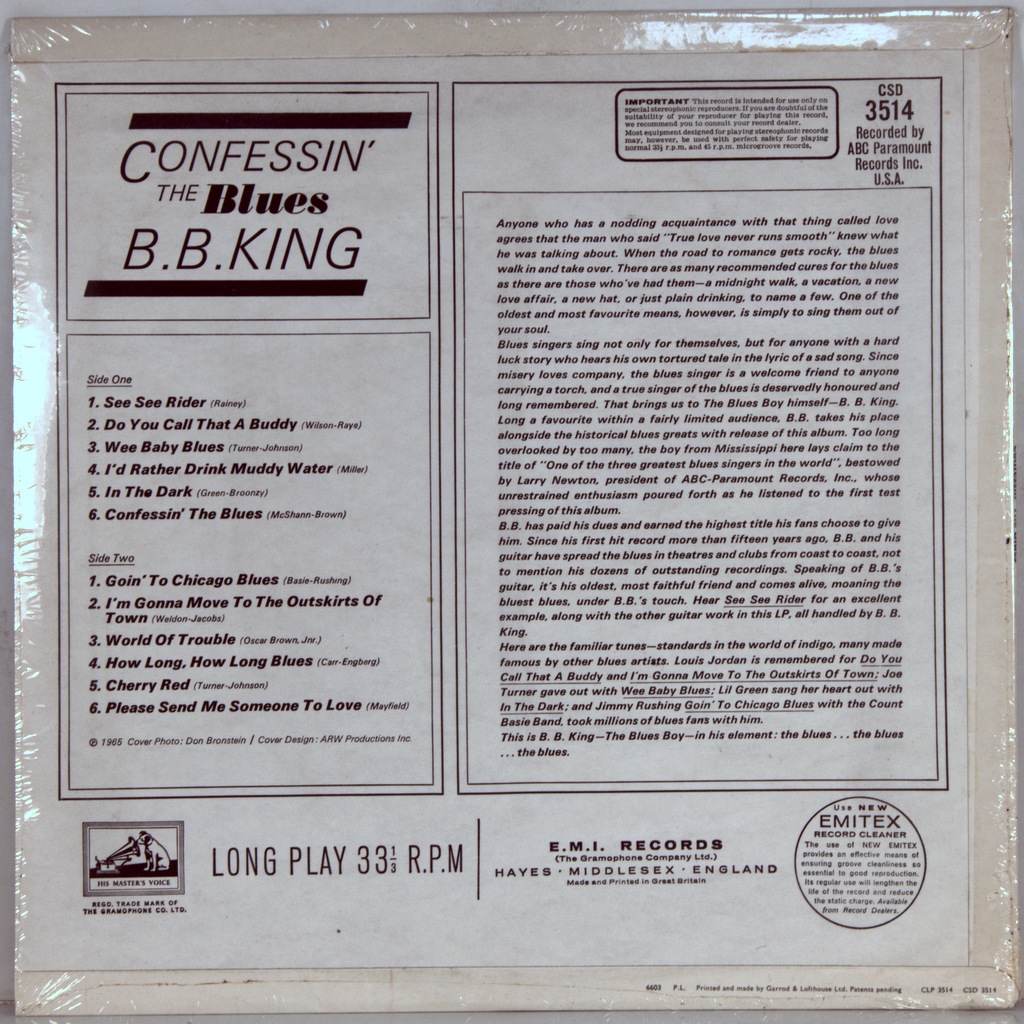 CONFESSIN'
THE Blues
B.B.KING
Side One
1. See See Rider (Rainey)
2. Do You Call That A Buddy (Wilson-Raye)
3. Wee Baby Blues (Turner-Johnson)
4. I'd Rather Drink Muddy Water (Miller)
5. In The Dark (Green-Broonzy)
6. Confessin' The Blues (McShann-Brown)
Side Two
1. Goin' To Chicago Blues (Basie-Rushing)
2. I'm Gonna Move To The Outskirts Of
Town (Weldon-Jacobs)
3. World Of Trouble (Oscar Brown, Jnr.)
4. How Long, How Long Blues (Carr-Engberg)
5. Cherry Red (Turner-Johnson)
6. Please Send Me Someone To Love (Mayfield)
℗ 1965 Cover Photo: Don Bronstein / Cover Design: ARW Productions Inc.
IMPORTANT This record is intended for use only on
special stereophonic reproducers. If you are doubtful of the
suitability of your reproducer for playing this record,
we recommend you to consult your record dealer.
Most equipment designed for playing stereophonic records
may, however, be used with perfect safety for playing
normal 33⅓ r.p.m. and 45 r.p.m. microgroove records.
CSD
3514
Recorded by
ABC Paramount
Records Inc.
U.S.A.
Anyone who has a nodding acquaintance with that thing called love
agrees that the man who said "True love never runs smooth" knew what
he was talking about. When the road to romance gets rocky, the blues
walk in and take over. There are as many recommended cures for the blues
as there are those who've had them—a midnight walk, a vacation, a new
love affair, a new hat, or just plain drinking, to name a few. One of the
oldest and most favourite means, however, is simply to sing them out of
your soul.
Blues singers sing not only for themselves, but for anyone with a hard
luck story who hears his own tortured tale in the lyric of a sad song. Since
misery loves company, the blues singer is a welcome friend to anyone
carrying a torch, and a true singer of the blues is deservedly honoured and
long remembered. That brings us to The Blues Boy himself—B. B. King.
Long a favourite within a fairly limited audience, B.B. takes his place
alongside the historical blues greats with release of this album. Too long
overlooked by too many, the boy from Mississippi here lays claim to the
title of "One of the three greatest blues singers in the world", bestowed
by Larry Newton, president of ABC-Paramount Records, Inc., whose
unrestrained enthusiasm poured forth as he listened to the first test
pressing of this album.
B.B. has paid his dues and earned the highest title his fans choose to give
him. Since his first hit record more than fifteen years ago, B.B. and his
guitar have spread the blues in theatres and clubs from coast to coast, not
to mention his dozens of outstanding recordings. Speaking of B.B.'s
guitar, it's his oldest, most faithful friend and comes alive, moaning the
bluest blues, under B.B.'s touch. Hear See See Rider for an excellent
example, along with the other guitar work in this LP, all handled by B. B.
King.
Here are the familiar tunes—standards in the world of indigo, many made
famous by other blues artists. Louis Jordan is remembered for Do You
Call That A Buddy and I'm Gonna Move To The Outskirts Of Town; Joe
Turner gave out with Wee Baby Blues; Lil Green sang her heart out with
In The Dark; and Jimmy Rushing Goin' To Chicago Blues with the Count
Basie Band, took millions of blues fans with him.
This is B. B. King—The Blues Boy—in his element: the blues . . . the blues
. . . the blues.
HIS MASTER'S VOICE
REGD. TRADE MARK OF
THE GRAMOPHONE CO. LTD.
LONG PLAY 33⅓ R.P.M
E.M.I. RECORDS
(The Gramophone Company Ltd.)
HAYES · MIDDLESEX · ENGLAND
Made and Printed in Great Britain
Use NEW
EMITEX
RECORD CLEANER
The use of NEW EMITEX
provides an effective means of
ensuring groove cleanliness so
essential to good reproduction.
Its regular use will lengthen the
life of the record and reduce
the static charge. Available
from Record Dealers.
6603 P.L. Printed and made by Garrod & Lofthouse Ltd. Patents pending CLP 3514 CSD 3514